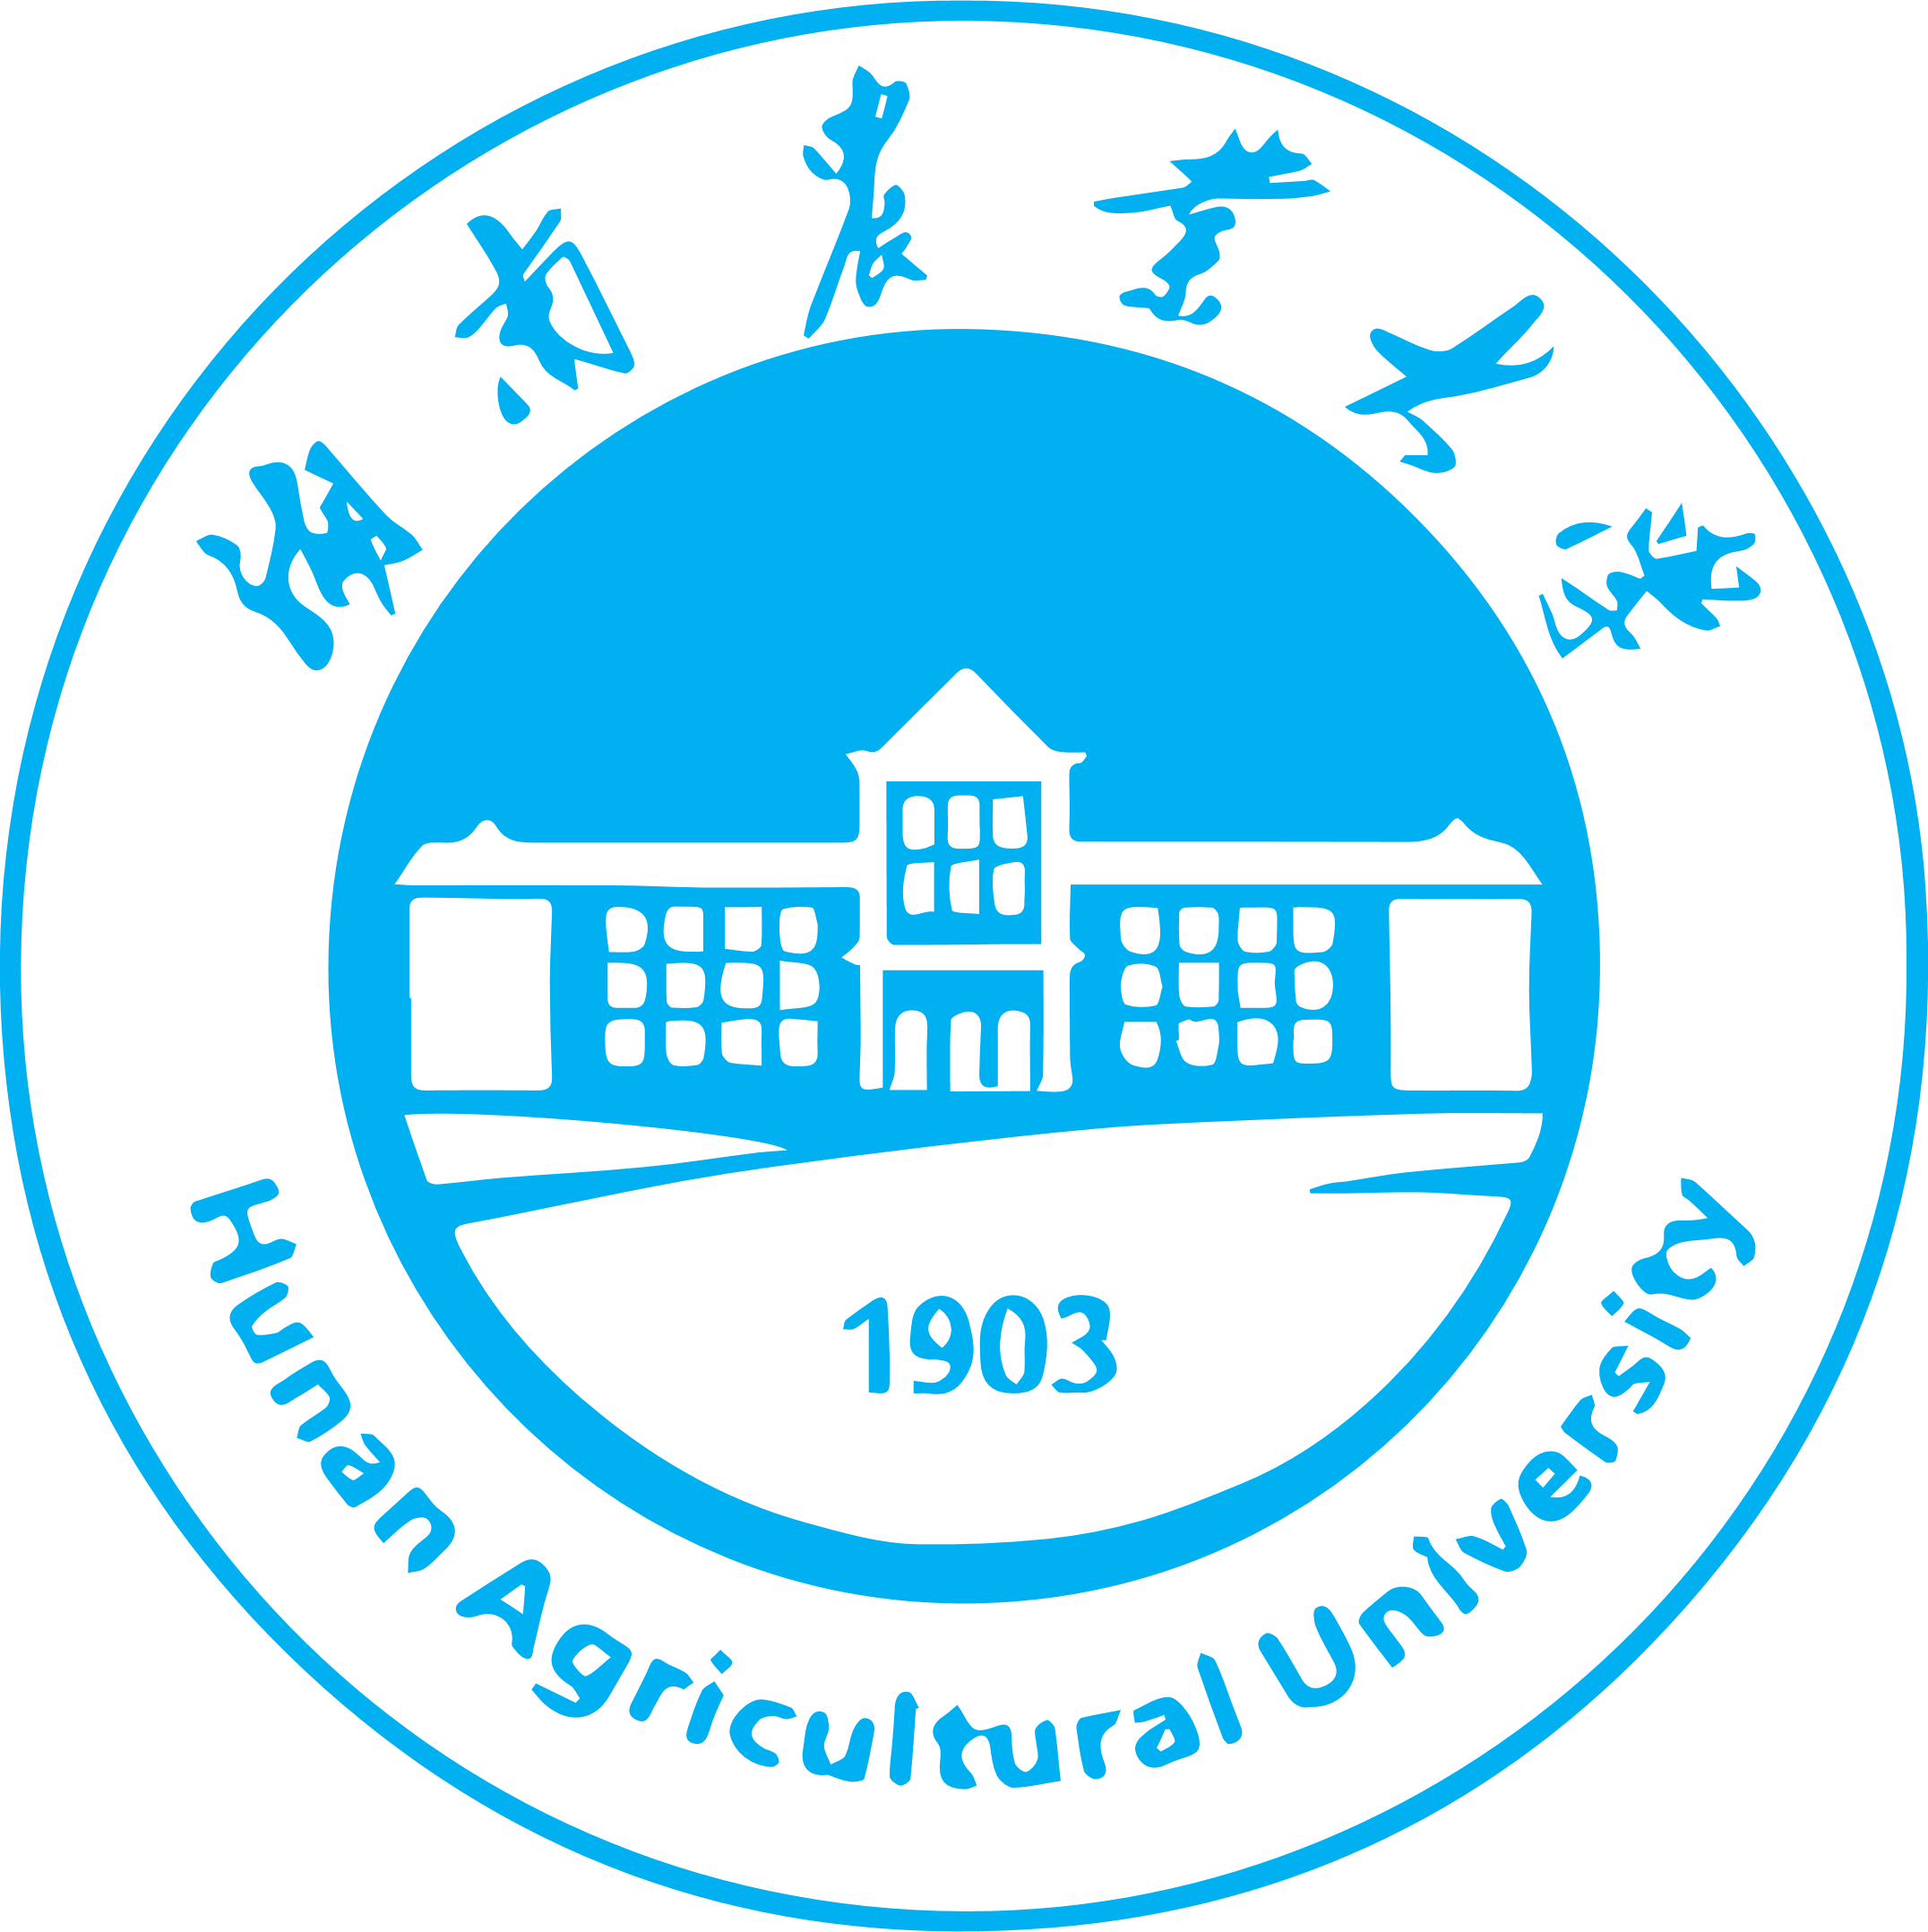 湖南农业大学
1903
Hunan Agricultural University